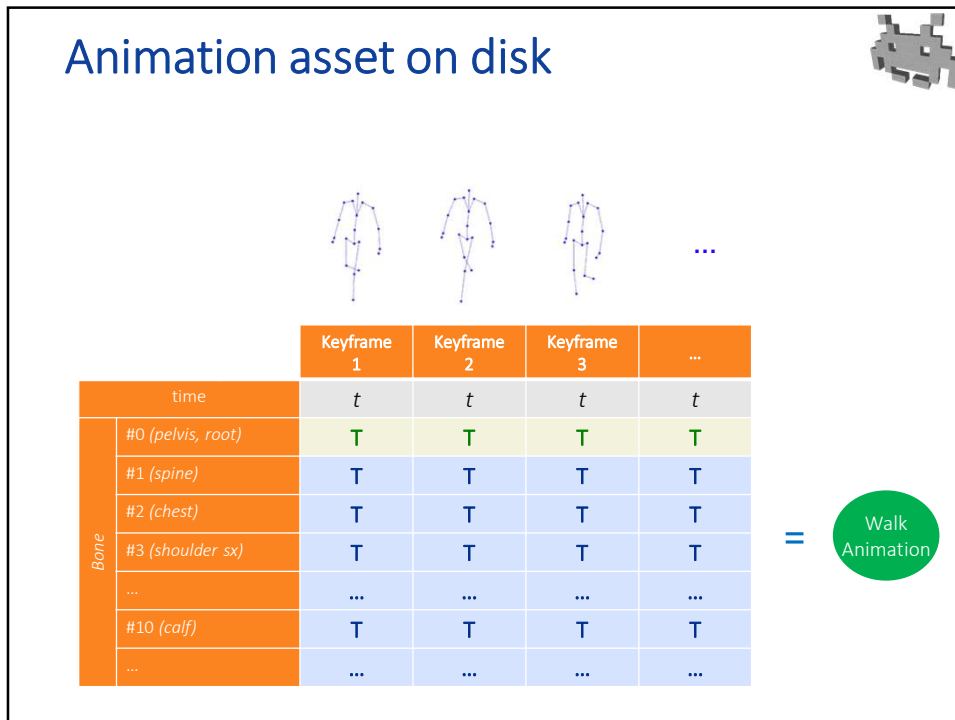 Animation asset on disk
...
Keyframe 1 Keyframe 2 Keyframe 3 ...
time t t t t
Bone
#0 (pelvis, root) T T T T
#1 (spine) T T T T
#2 (chest) T T T T
#3 (shoulder sx) T T T T
... ... ... ... ...
#10 (calf) T T T T
... ... ... ... ...
=
Walk
Animation